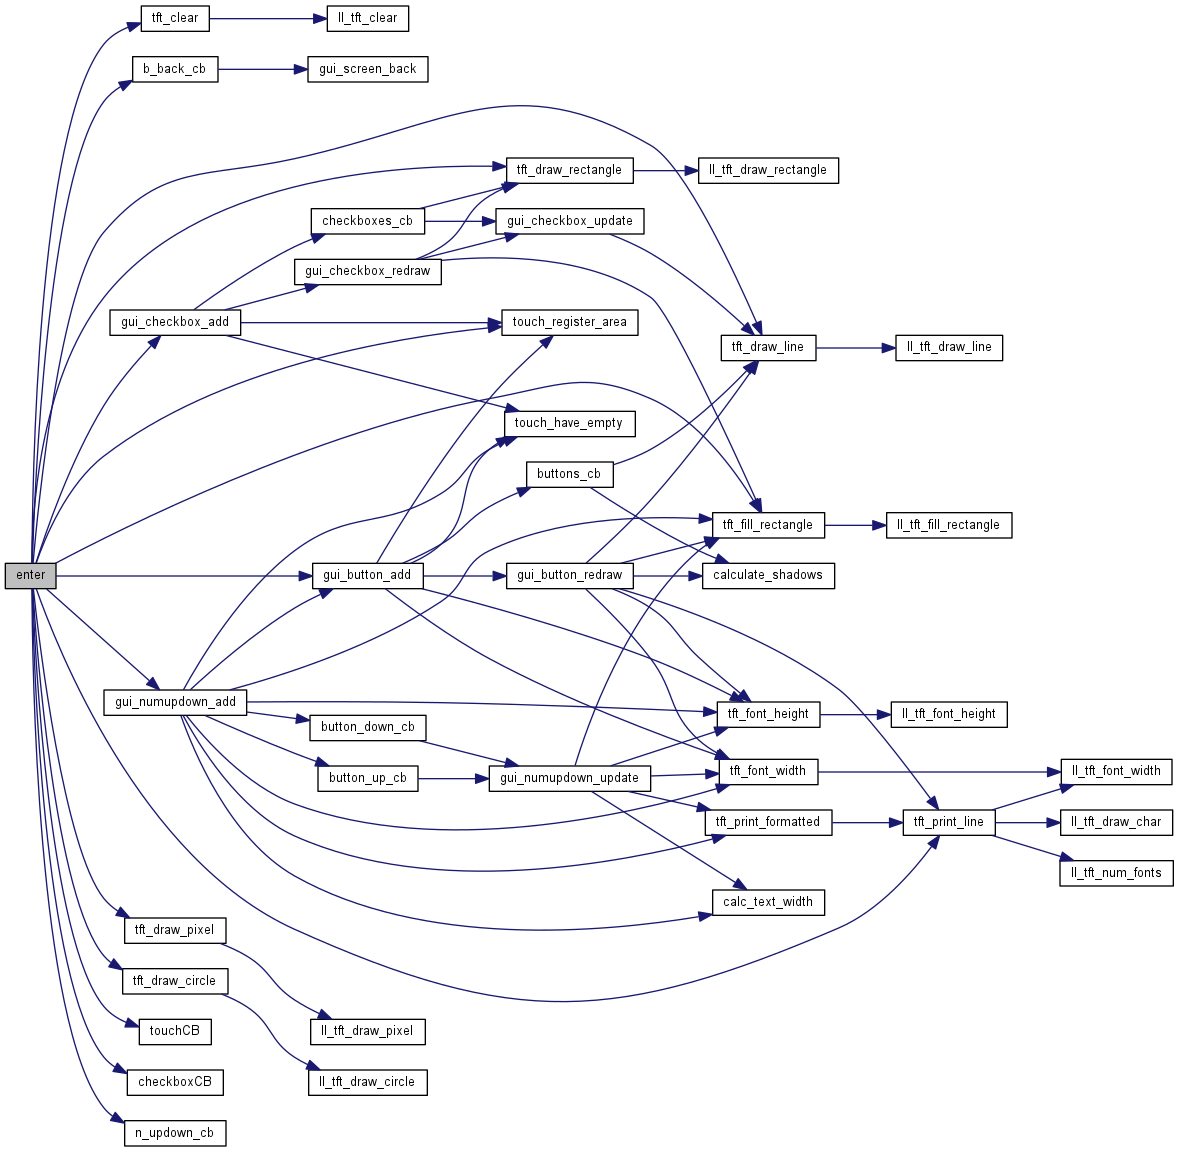 tft_clear
ll_tft_clear
b_back_cb
gui_screen_back
tft_draw_rectangle
ll_tft_draw_rectangle
checkboxes_cb
gui_checkbox_update
gui_checkbox_redraw
gui_checkbox_add
touch_register_area
tft_draw_line
ll_tft_draw_line
touch_have_empty
buttons_cb
tft_fill_rectangle
ll_tft_fill_rectangle
enter
gui_button_add
gui_button_redraw
calculate_shadows
gui_numupdown_add
button_down_cb
tft_font_height
ll_tft_font_height
button_up_cb
gui_numupdown_update
tft_font_width
ll_tft_font_width
tft_print_formatted
tft_print_line
ll_tft_draw_char
ll_tft_num_fonts
calc_text_width
tft_draw_pixel
tft_draw_circle
touchCB
ll_tft_draw_pixel
checkboxCB
ll_tft_draw_circle
n_updown_cb